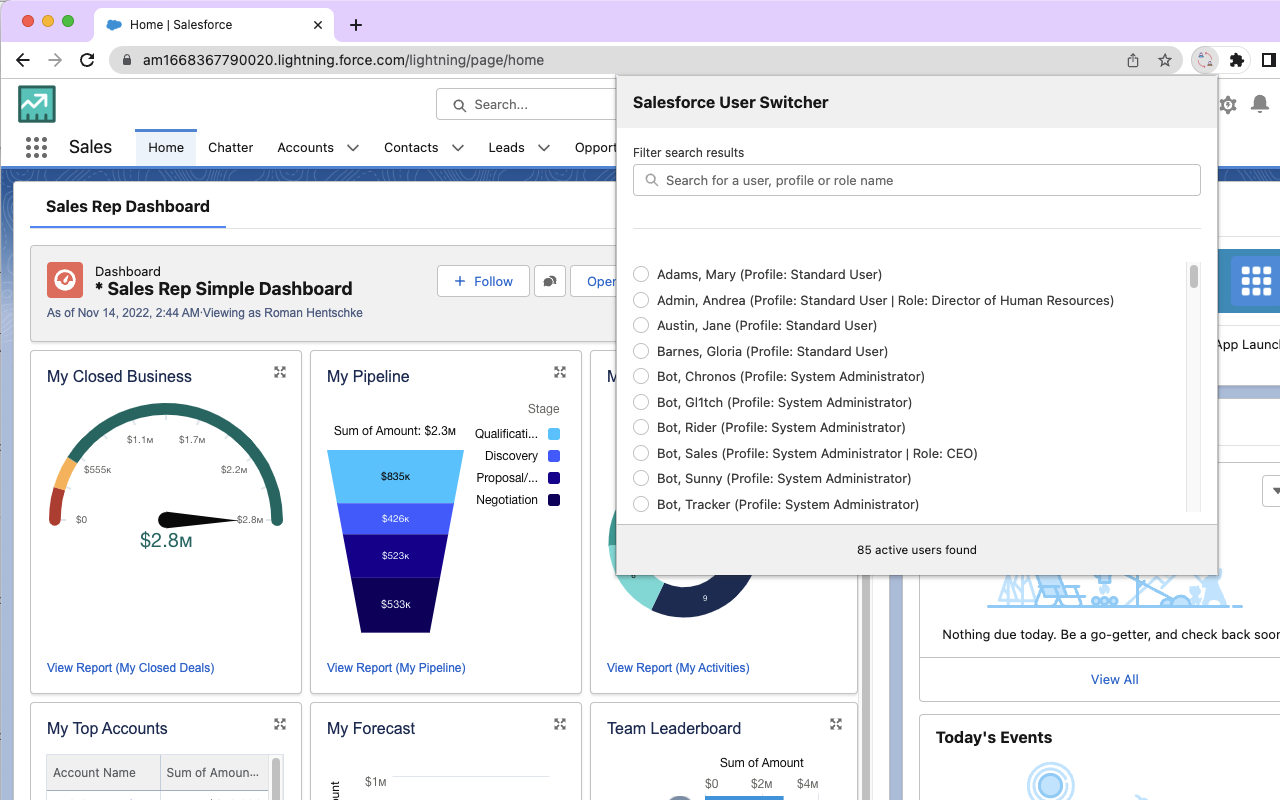 Home | Salesforce
am1668367790020.lightning.force.com/lightning/page/home
Search...
Sales
Home
Chatter
Accounts
Contacts
Leads
Sales Rep Dashboard
Dashboard
* Sales Rep Simple Dashboard
As of Nov 14, 2022, 2:44 AM·Viewing as Roman Hentschke
Follow
My Closed Business
$0
$555K
$1.1M
$1.7M
$2.2M
$2.8M
$2.8M
View Report (My Closed Deals)
My Pipeline
Stage
Sum of Amount: $2.3M
Qualificati...
Discovery
Proposal/...
Negotiation
$835K
$426K
$523K
$533K
View Report (My Pipeline)
9
View Report (My Activities)
My Top Accounts
Account Name
Sum of Amoun...
My Forecast
$1M
Team Leaderboard
Sum of Amount
$0
$2M
$4M
Salesforce User Switcher
Filter search results
Search for a user, profile or role name
Adams, Mary (Profile: Standard User)
Admin, Andrea (Profile: Standard User | Role: Director of Human Resources)
Austin, Jane (Profile: Standard User)
Barnes, Gloria (Profile: Standard User)
Bot, Chronos (Profile: System Administrator)
Bot, Gl1tch (Profile: System Administrator)
Bot, Rider (Profile: System Administrator)
Bot, Sales (Profile: System Administrator | Role: CEO)
Bot, Sunny (Profile: System Administrator)
Bot, Tracker (Profile: System Administrator)
85 active users found
App Launc
Nothing due today. Be a go-getter, and check back soon
View All
Today's Events